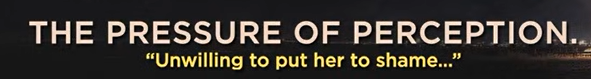 THE PRESSURE OF PERCEPTION.
“Unwilling to put her to shame...”